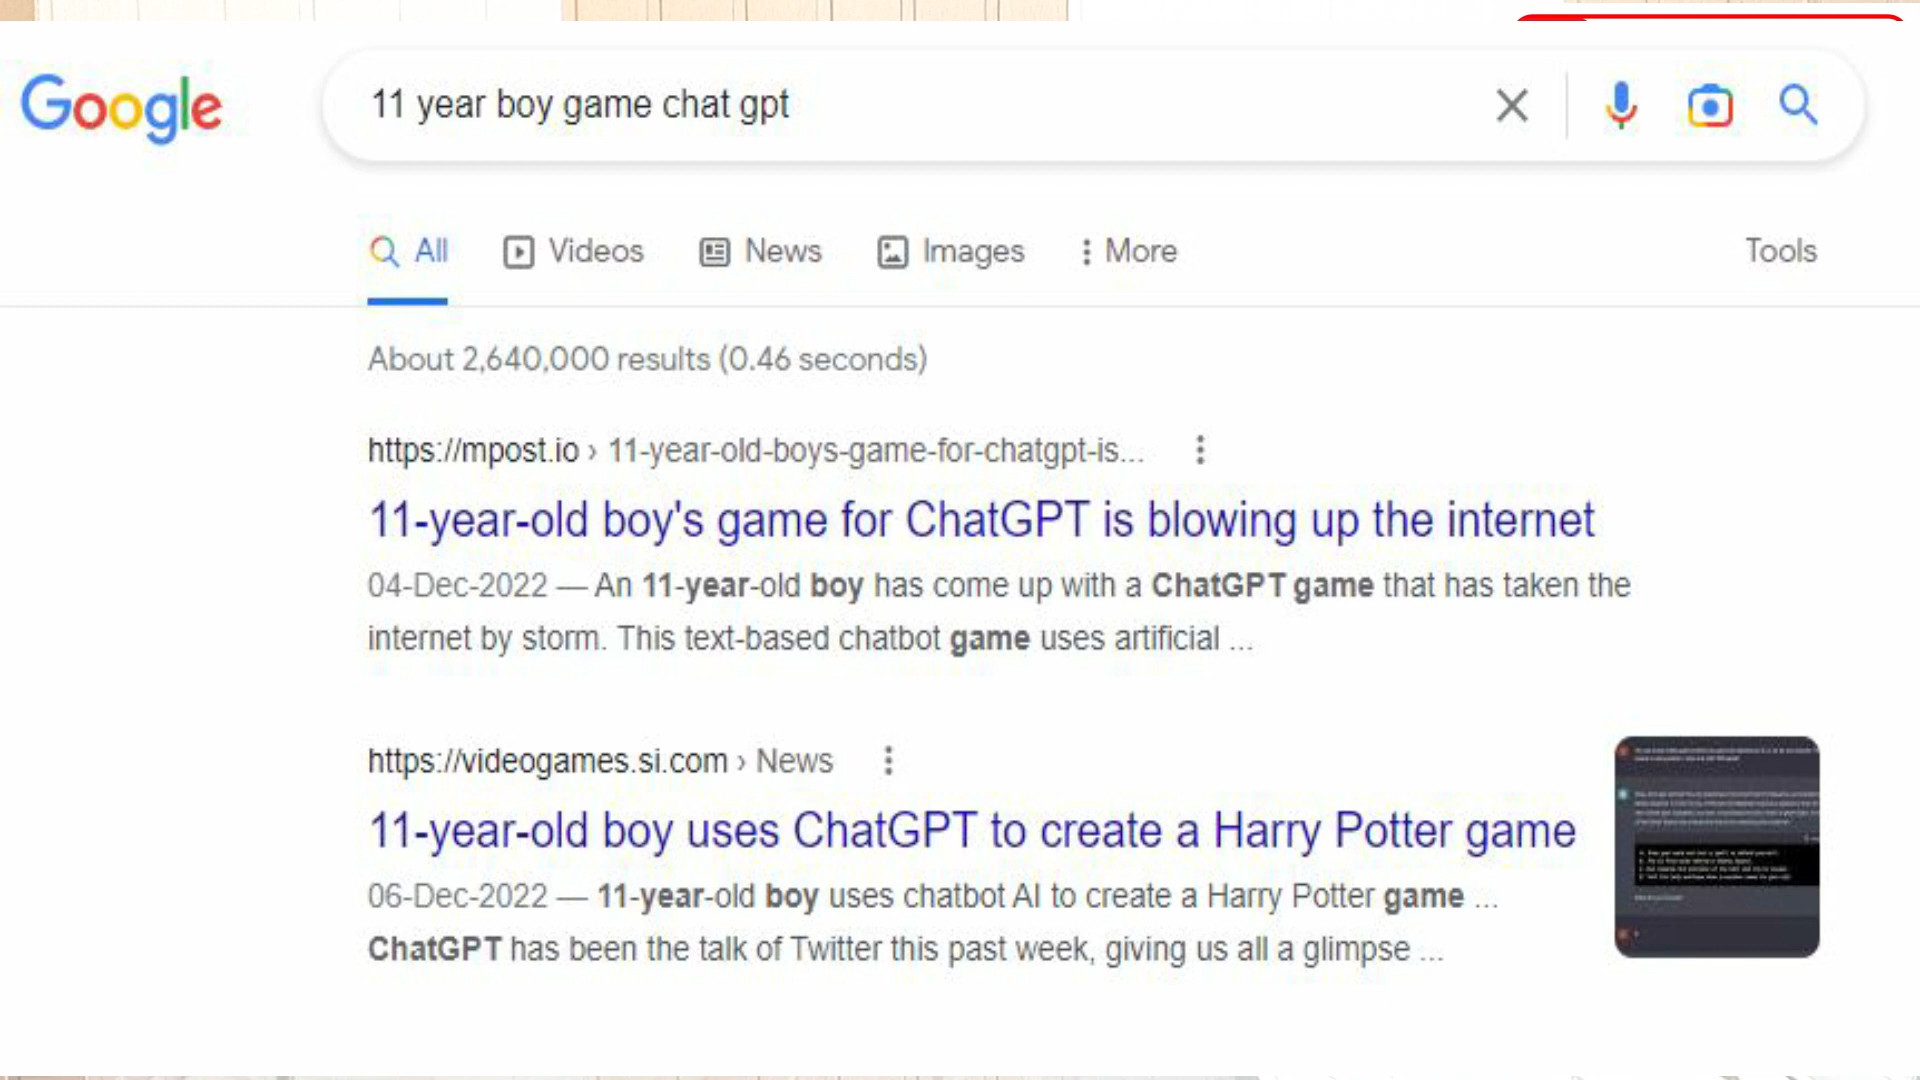 Google
11 year boy game chat gpt
All Videos News Images More Tools
About 2,640,000 results (0.46 seconds)
https://mpost.io › 11-year-old-boys-game-for-chatgpt-is...
11-year-old boy's game for ChatGPT is blowing up the internet
04-Dec-2022 — An 11-year-old boy has come up with a ChatGPT game that has taken the
internet by storm. This text-based chatbot game uses artificial ...
https://videogames.si.com › News
11-year-old boy uses ChatGPT to create a Harry Potter game
06-Dec-2022 — 11-year-old boy uses chatbot AI to create a Harry Potter game ...
ChatGPT has been the talk of Twitter this past week, giving us all a glimpse ...